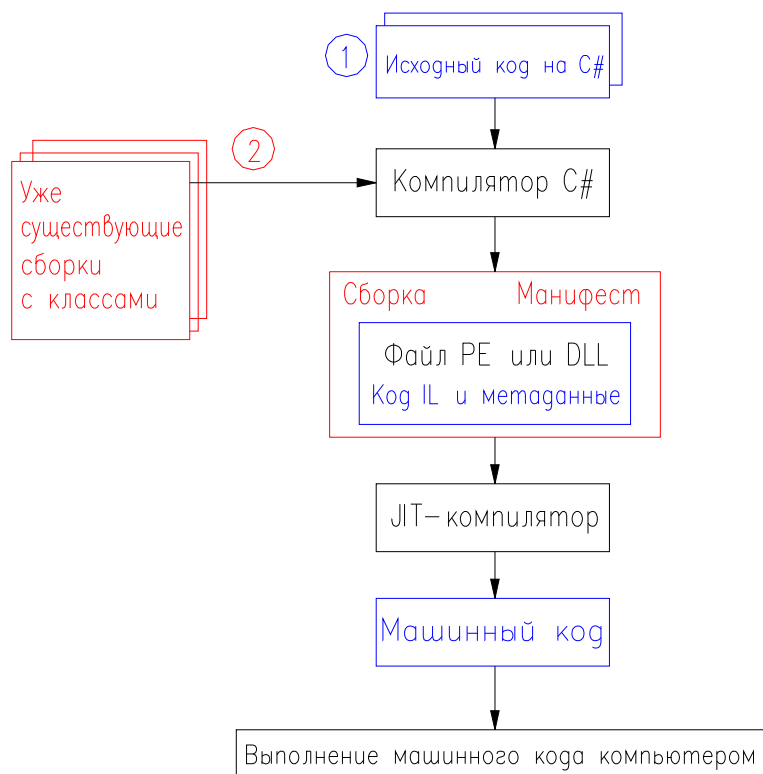 1
Исходный код на C#
2
Компилятор C#
Уже
существующие
сборки
с классами
Сборка Манифест
Файл PE или DLL
Код IL и метаданные
JIT-компилятор
Машинный код
Выполнение машинного кода компьютером